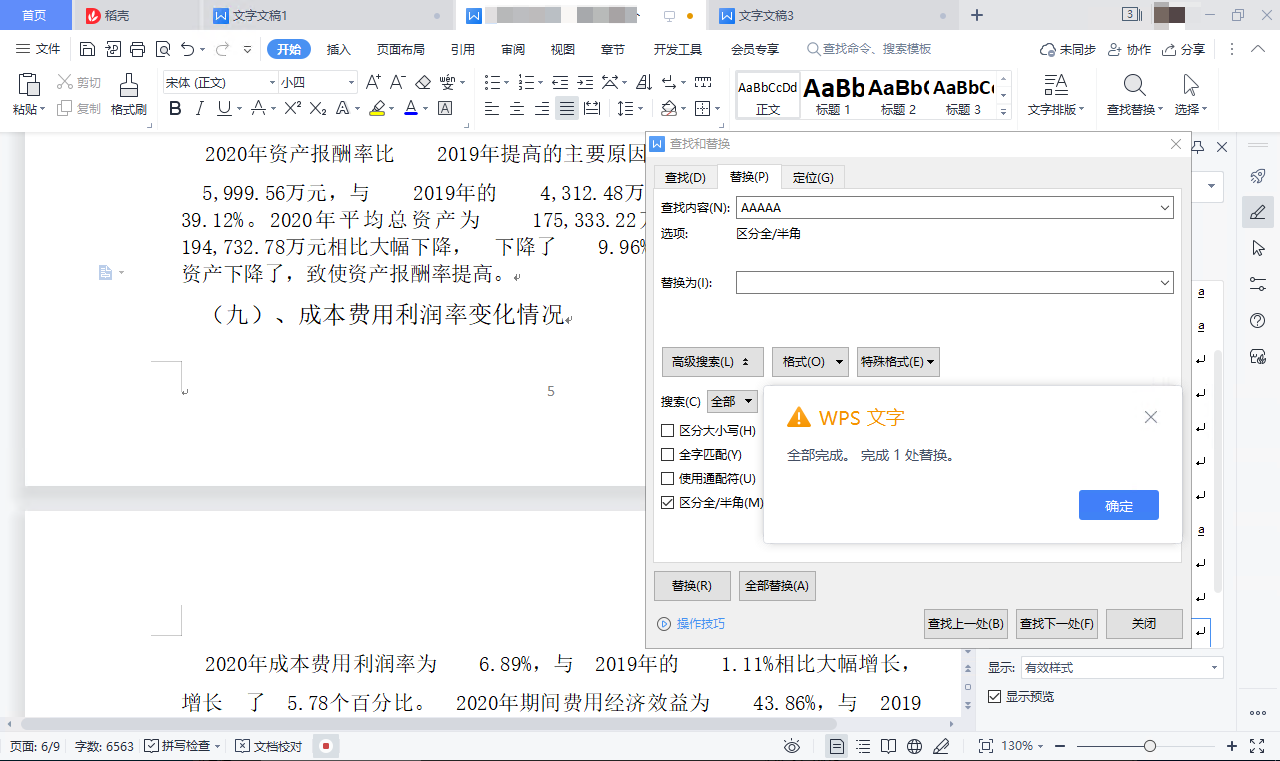 首页 稻壳 文字文稿1 文字文稿3 3
文件 开始 插入 页面布局 引用 审阅 视图 章节 开发工具 会员专享 查找命令、搜索模板 未同步 协作 分享
粘贴 剪切 复制 格式刷 宋体 (正文) 小四 AaBbCcDd 正文 AaBb 标题 1 AaBb( 标题 2 AaBbC 标题 3 文字排版 查找替换 选择
2020年资产报酬率比 2019年提高的主要原因
5,999.56万元，与 2019年的 4,312.48万
39.12%。2020年平均总资产为 175,333.22
194,732.78万元相比大幅下降， 下降了 9.96%
资产下降了，致使资产报酬率提高。
（九）、成本费用利润率变化情况
5
2020年成本费用利润率为 6.89%，与 2019年的 1.11%相比大幅增长，
增长 了 5.78个百分比。 2020年期间费用经济效益为 43.86%，与 2019
查找和替换
查找(D) 替换(P) 定位(G)
查找内容(N): AAAAA
选项: 区分全/半角
替换为(I):
高级搜索(L) 格式(O) 特殊格式(E)
搜索(C) 全部
区分大小写(H)
全字匹配(Y)
使用通配符(U)
区分全/半角(M)
WPS 文字
全部完成。 完成 1 处替换。
确定
替换(R) 全部替换(A)
操作技巧
查找上一处(B) 查找下一处(F) 关闭
a
a
a
显示: 有效样式
显示预览
页面: 6/9 字数: 6563 拼写检查 文档校对 130%